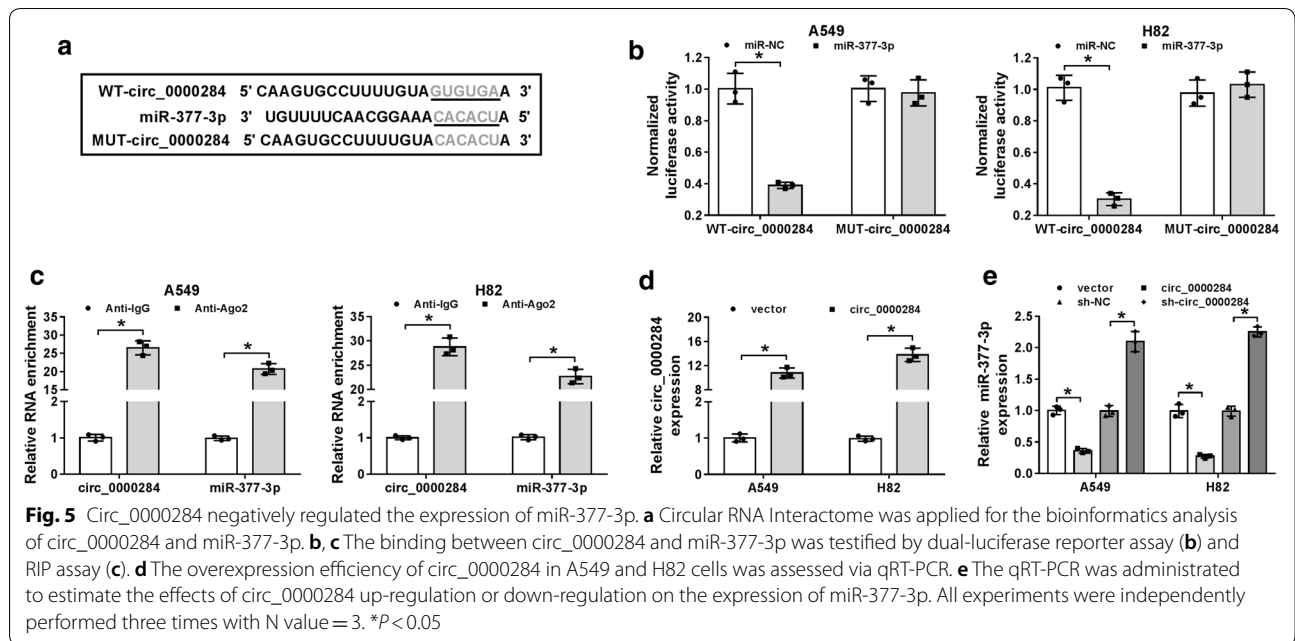 a
WT-circ_0000284 5' CAAGUGCCUUUUGUAGUGUGAA 3'
miR-377-3p 3' UGUUUUCAACGGAAACACACUA 5'
MUT-circ_0000284 5' CAAGUGCCUUUUGUACACACUA 3'
b
A549
miR-NC miR-377-3p
*
Normalized
luciferase activity
1.2
1.0
0.8
0.6
0.4
0.2
WT-circ_0000284 MUT-circ_0000284
H82
miR-NC miR-377-3p
*
Normalized
luciferase activity
1.2
1.0
0.8
0.6
0.4
0.2
WT-circ_0000284 MUT-circ_0000284
c
A549
Anti-IgG Anti-Ago2
* *
Relative RNA enrichment
35
30
25
20
15
2
1
0
circ_0000284 miR-377-3p
H82
Anti-IgG Anti-Ago2
* *
Relative RNA enrichment
35
30
25
20
15
2
1
0
circ_0000284 miR-377-3p
d
vector circ_0000284
* *
Relative circ_0000284
expression
20
16
12
8
4
2
1
0
A549 H82
e
vector circ_0000284
sh-NC sh-circ_0000284
* * * *
Relative miR-377-3p
expression
2.5
2.0
1.5
1.0
0.5
0.0
A549 H82
Fig. 5 Circ_0000284 negatively regulated the expression of miR-377-3p. a Circular RNA Interactome was applied for the bioinformatics analysis
of circ_0000284 and miR-377-3p. b, c The binding between circ_0000284 and miR-377-3p was testified by dual-luciferase reporter assay (b) and
RIP assay (c). d The overexpression efficiency of circ_0000284 in A549 and H82 cells was assessed via qRT-PCR. e The qRT-PCR was administrated
to estimate the effects of circ_0000284 up-regulation or down-regulation on the expression of miR-377-3p. All experiments were independently
performed three times with N value = 3. *P < 0.05